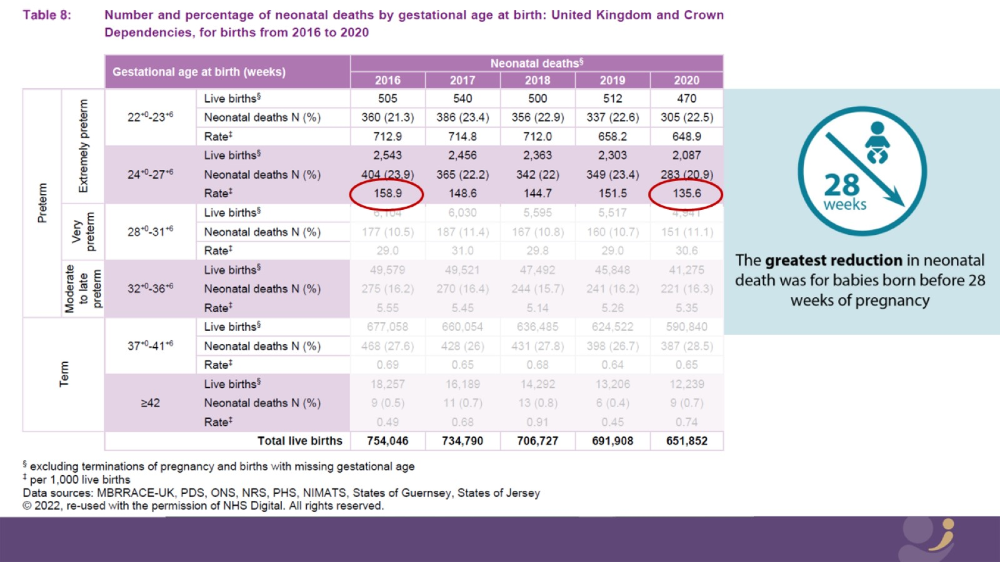 Table 8: Number and percentage of neonatal deaths by gestational age at birth: United Kingdom and Crown
Dependencies, for births from 2016 to 2020
Gestational age at birth (weeks) Neonatal deaths§
2016 2017 2018 2019 2020
Preterm
Extremely preterm
22+0-23+6
Live births§ 505 540 500 512 470
Neonatal deaths N (%) 360 (21.3) 386 (23.4) 356 (22.9) 337 (22.6) 305 (22.5)
Rate‡ 712.9 714.8 712.0 658.2 648.9
24+0-27+6
Live births§ 2,543 2,456 2,363 2,303 2,087
Neonatal deaths N (%) 404 (23.9) 365 (22.2) 342 (22) 349 (23.4) 283 (20.9)
Rate‡ 158.9 148.6 144.7 151.5 135.6
Very
preterm
28+0-31+6
Live births§ 6,104 6,030 5,595 5,517 4,941
Neonatal deaths N (%) 177 (10.5) 187 (11.4) 167 (10.8) 160 (10.7) 151 (11.1)
Rate‡ 29.0 31.0 29.8 29.0 30.6
Moderate
to late
preterm
32+0-36+6
Live births§ 49,579 49,521 47,492 45,848 41,275
Neonatal deaths N (%) 275 (16.2) 270 (16.4) 244 (15.7) 241 (16.2) 221 (16.3)
Rate‡ 5.55 5.45 5.14 5.26 5.35
Term
37+0-41+6
Live births§ 677,058 660,054 636,485 624,522 590,840
Neonatal deaths N (%) 468 (27.6) 428 (26) 431 (27.8) 398 (26.7) 387 (28.5)
Rate‡ 0.69 0.65 0.68 0.64 0.65
≥42
Live births§ 18,257 16,189 14,292 13,206 12,239
Neonatal deaths N (%) 9 (0.5) 11 (0.7) 13 (0.8) 6 (0.4) 9 (0.7)
Rate‡ 0.49 0.68 0.91 0.45 0.74
Total live births 754,046 734,790 706,727 691,908 651,852
§ excluding terminations of pregnancy and births with missing gestational age
‡ per 1,000 live births
Data sources: MBRRACE-UK, PDS, ONS, NRS, PHS, NIMATS, States of Guernsey, States of Jersey
© 2022, re-used with the permission of NHS Digital. All rights reserved.
28
weeks
The greatest reduction in neonatal
death was for babies born before 28
weeks of pregnancy